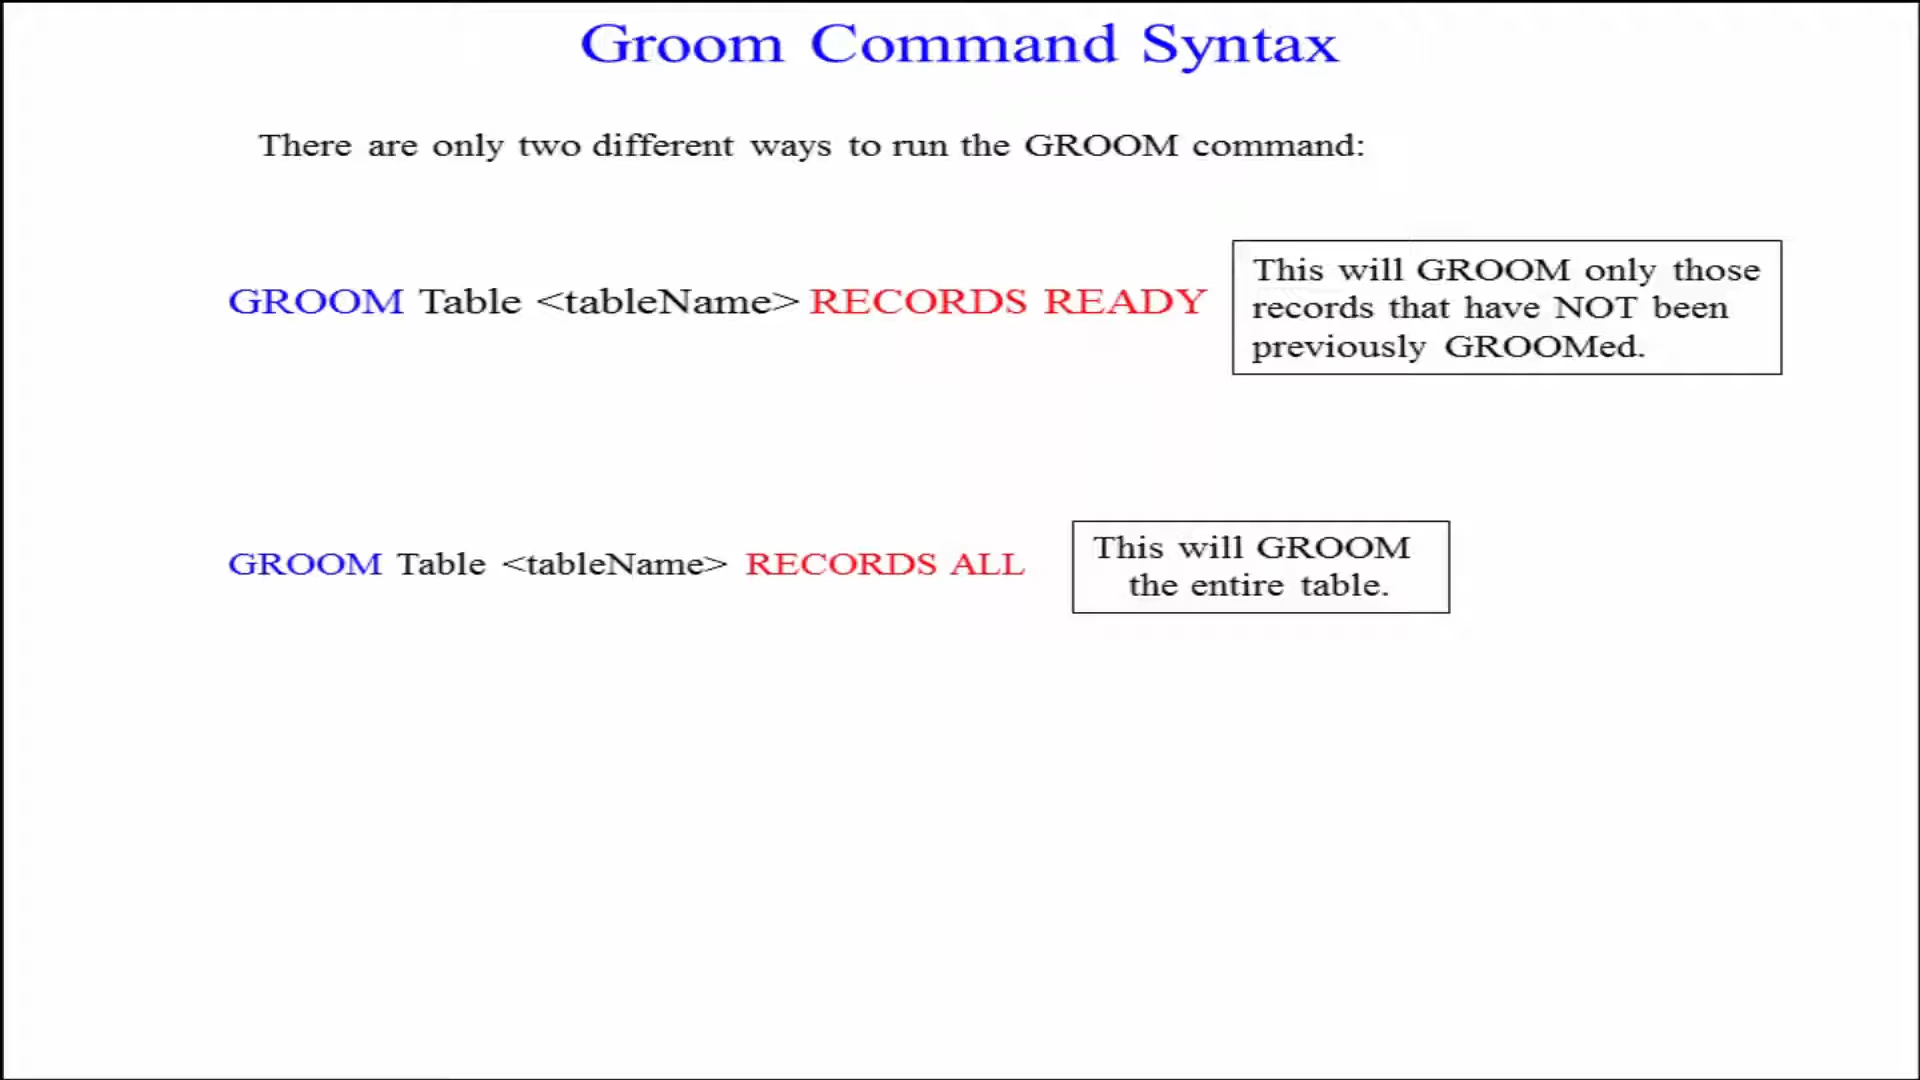 Groom Command Syntax
There are only two different ways to run the GROOM command:
GROOM Table <tableName> RECORDS READY
This will GROOM only those
records that have NOT been
previously GROOMed.
GROOM Table <tableName> RECORDS ALL
This will GROOM
the entire table.